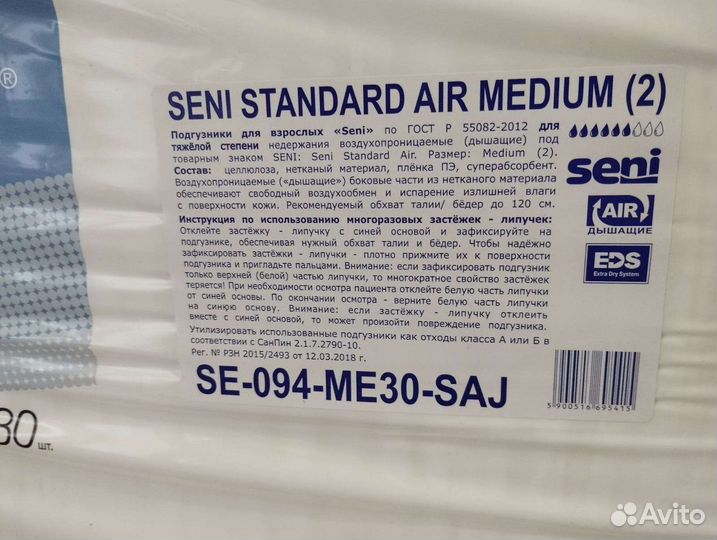 ®
SENI STANDARD AIR MEDIUM (2)
Подгузники для взрослых «Seni» по ГОСТ Р 55082-2012 для
тяжёлой степени недержания воздухопроницаемые (дышащие) под
товарным знаком SENI: Seni Standard Air. Размер: Medium (2).
Состав: целлюлоза, нетканый материал, плёнка ПЭ, суперабсорбент.
Воздухопроницаемые («дышащие») боковые части из нетканого материала
обеспечивают свободный воздухообмен и испарение излишней влаги
с поверхности кожи. Рекомендуемый обхват талии/ бёдер до 120 см.
Инструкция по использованию многоразовых застёжек - липучек:
Отклейте застёжку - липучку с синей основой и зафиксируйте на
подгузнике, обеспечивая нужный обхват талии и бёдер. Чтобы надёжно
зафиксировать застёжки - липучки - плотно прижмите их к поверхности
подгузника и пригладьте пальцами. Внимание: если зафиксировать подгузник
только верхней (белой) частью липучки, то многократное свойство застёжек
теряется! При необходимости осмотра пациента отклейте белую часть липучки
от синей основы. По окончании осмотра - верните белую часть липучки
на синюю основу. Внимание: если застёжку - липучку отклеить
вместе с синей основой, то может произойти повреждение подгузника.
Утилизировать использованные подгузники как отходы класса А или Б в
соответствии с СанПин 2.1.7.2790-10.
Рег. № РЗН 2015/2493 от 12.03.2018 г.
SE-094-ME30-SAJ
seni
AIR
ДЫШАЩИЕ
EDS
Extra Dry System
5 900516 695415
30 шт.
Avito